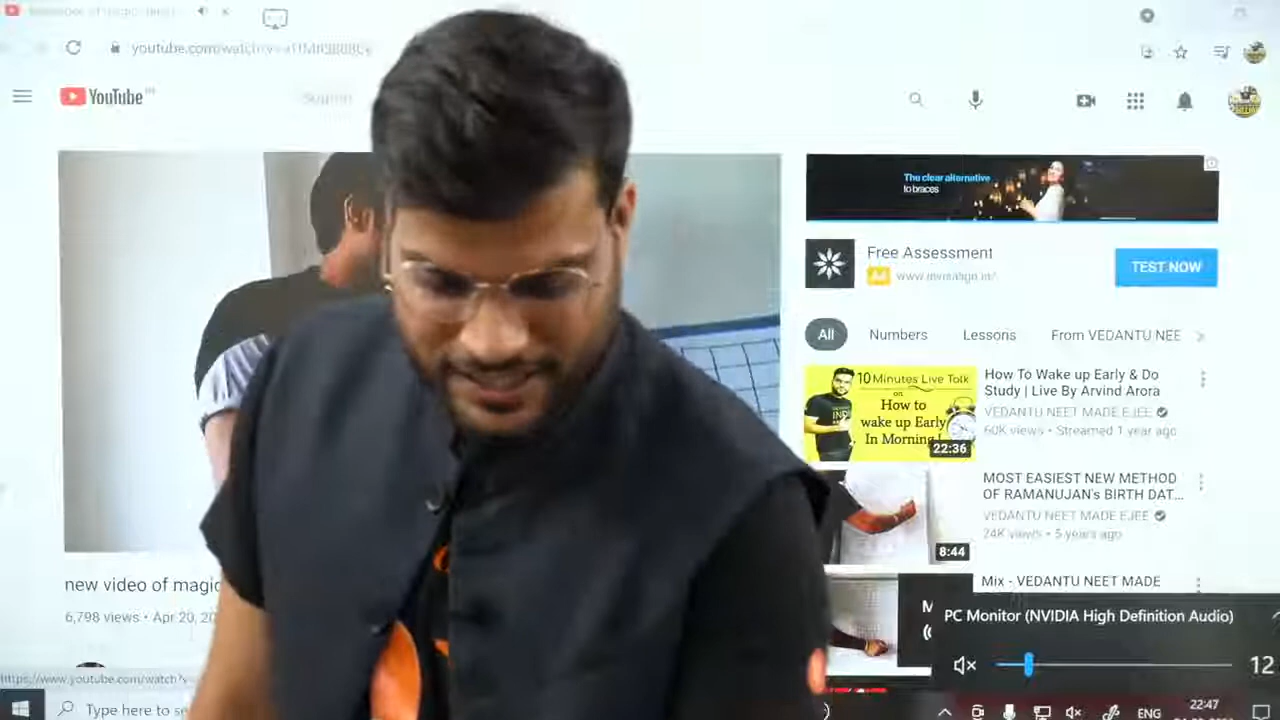 YouTube
The clear alternative
to braces
Free Assessment
Ad
TEST NOW
All
Numbers
Lessons
From VEDANTU NEE
10 Minutes Live Talk
on
How to
wake up Early
In Morning !
22:36
How To Wake up Early & Do
Study | Live By Arvind Arora
VEDANTU NEET MADE EJEE
60K views • Streamed 1 year ago
8:44
MOST EASIEST NEW METHOD
OF RAMANUJAN's BIRTH DAT...
VEDANTU NEET MADE EJEE
24K views • 5 years ago
new video of magic
6,798 views • Apr 20, 20
Mix - VEDANTU NEET MADE
PC Monitor (NVIDIA High Definition Audio)
12
https://www.youtube.com/watch?v
Type here to se
ENG
22:47